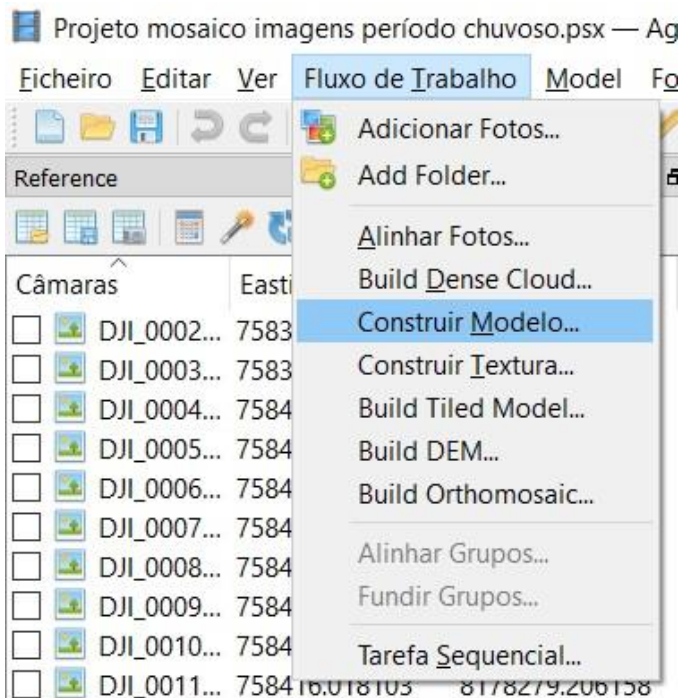 Projeto mosaico imagens período chuvoso.psx — Ag
Ficheiro Editar Ver Fluxo de Trabalho Model Fo
Adicionar Fotos...
Reference
Add Folder...
Alinhar Fotos...
Câmaras Easti
Build Dense Cloud...
DJI_0002... 7583
Construir Modelo...
DJI_0003... 7583
Construir Textura...
DJI_0004... 7584
Build Tiled Model...
DJI_0005... 7584
Build DEM...
DJI_0006... 7584
Build Orthomosaic...
DJI_0007... 7584
Alinhar Grupos...
DJI_0008... 7584
Fundir Grupos...
DJI_0009... 7584
DJI_0010... 7584
Tarefa Sequencial...
DJI_0011... 758416.018103 8178279.206158